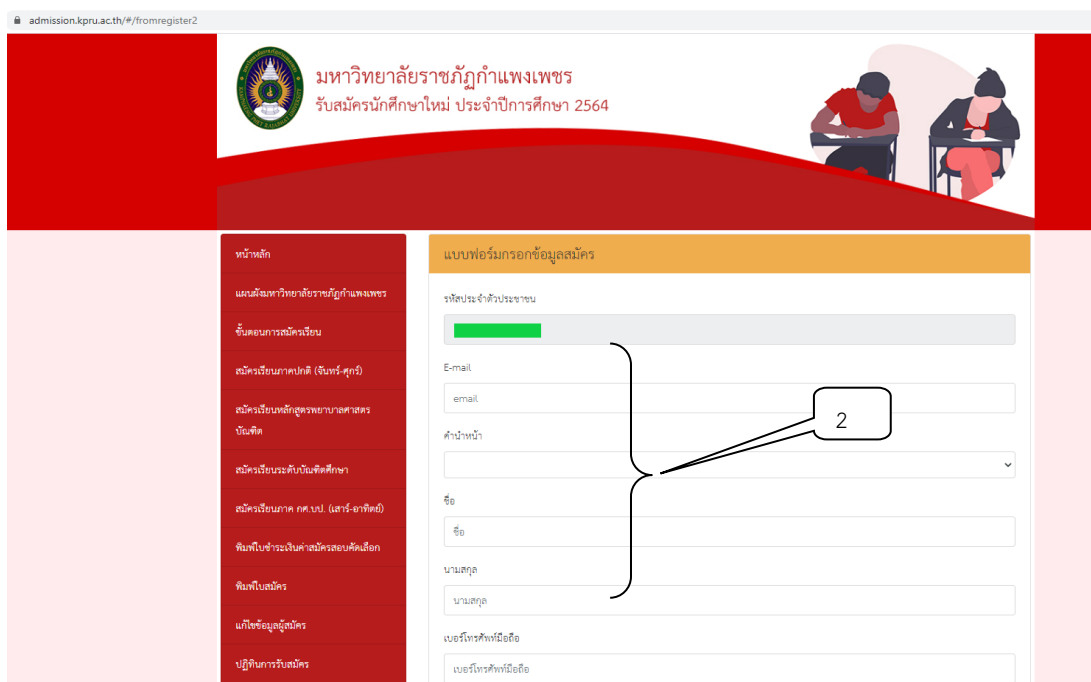 admission.kpru.ac.th/#/fromregister2
มหาวิทยาลัยราชภัฏกำแพงเพชร
รับสมัครนักศึกษาใหม่ ประจำปีการศึกษา 2564
หน้าหลัก
แผนผังมหาวิทยาลัยราชภัฏกำแพงเพชร
ขั้นตอนการสมัครเรียน
สมัครเรียนภาคปกติ (จันทร์-ศุกร์)
สมัครเรียนหลักสูตรพยาบาลศาสตร
บัณฑิต
สมัครเรียนระดับบัณฑิตศึกษา
สมัครเรียนภาค กศ.บป. (เสาร์-อาทิตย์)
พิมพ์ใบชำระเงินค่าสมัครสอบคัดเลือก
พิมพ์ใบสมัคร
แก้ไขข้อมูลผู้สมัคร
ปฏิทินการรับสมัคร
แบบฟอร์มกรอกข้อมูลสมัคร
รหัสประจำตัวประชาชน
E-mail
email
คำนำหน้า
ชื่อ
ชื่อ
นามสกุล
นามสกุล
เบอร์โทรศัพท์มือถือ
เบอร์โทรศัพท์มือถือ
2